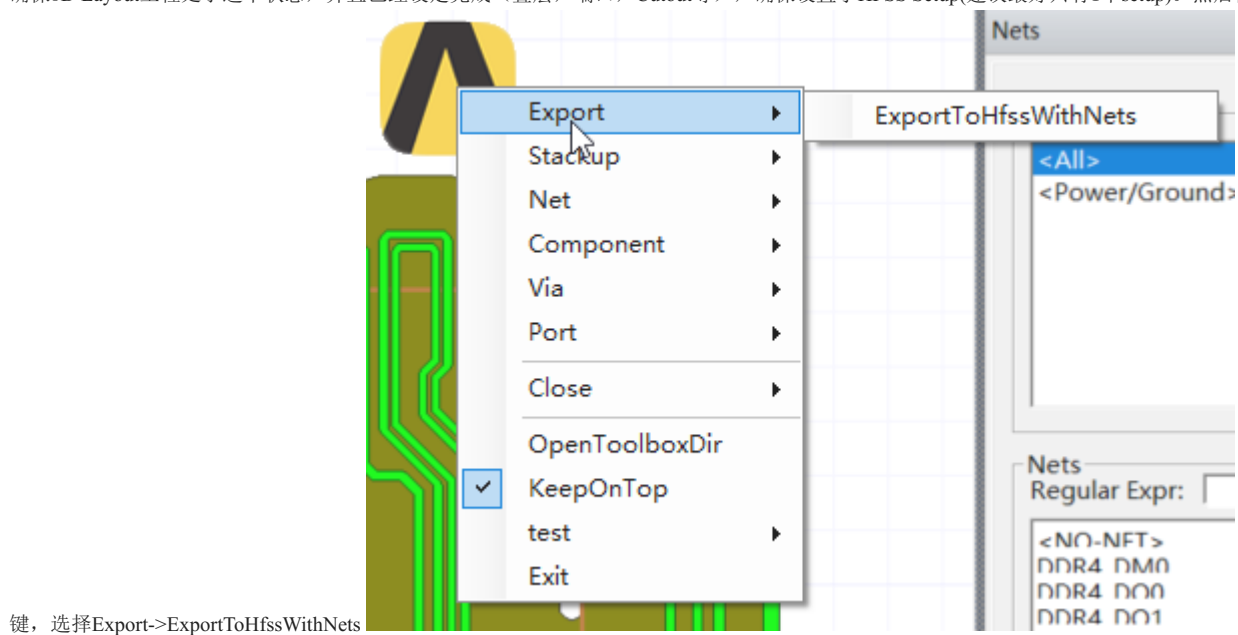 Nets
Export
ExportToHfssWithNets
Stackup
<All>
Net
<Power/Ground>
Component
Via
Port
Close
OpenToolboxDir
Nets
KeepOnTop
Regular Expr:
test
<NO-NET>
Exit
DDR4_DM0
DDR4_DQ0
DDR4_DQ1
键，选择Export->ExportToHfssWithNets